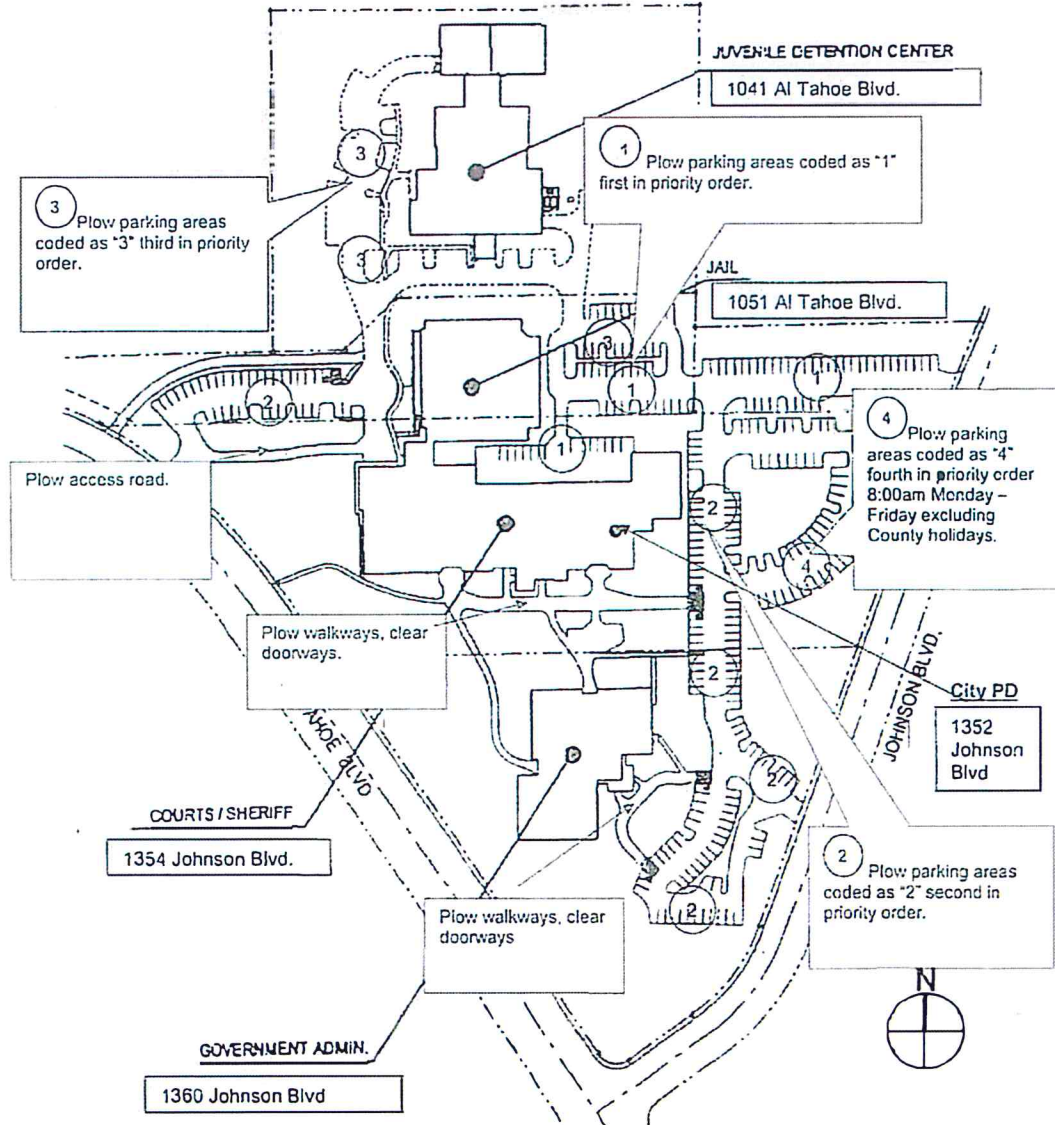 JUVENILE DETENTION CENTER
1041 Al Tahoe Blvd.
1 Plow parking areas coded as "1"
first in priority order.
3
3 Plow parking areas
coded as "3" third in priority
order.
3
JAIL
1051 Al Tahoe Blvd.
3
1
1
2
1
4 Plow parking
areas coded as "4"
fourth in priority order
8:00am Monday –
Friday excluding
County holidays.
Plow access road.
2
4
Plow walkways, clear
doorways.
2
JOHNSON BLVD.
City PD
1352
Johnson
Blvd
AHOE BLVD
2
COURTS / SHERIFF
1354 Johnson Blvd.
2 Plow parking areas
coded as "2" second in
priority order.
Plow walkways, clear
doorways
2
N
GOVERNMENT ADMIN.
1360 Johnson Blvd